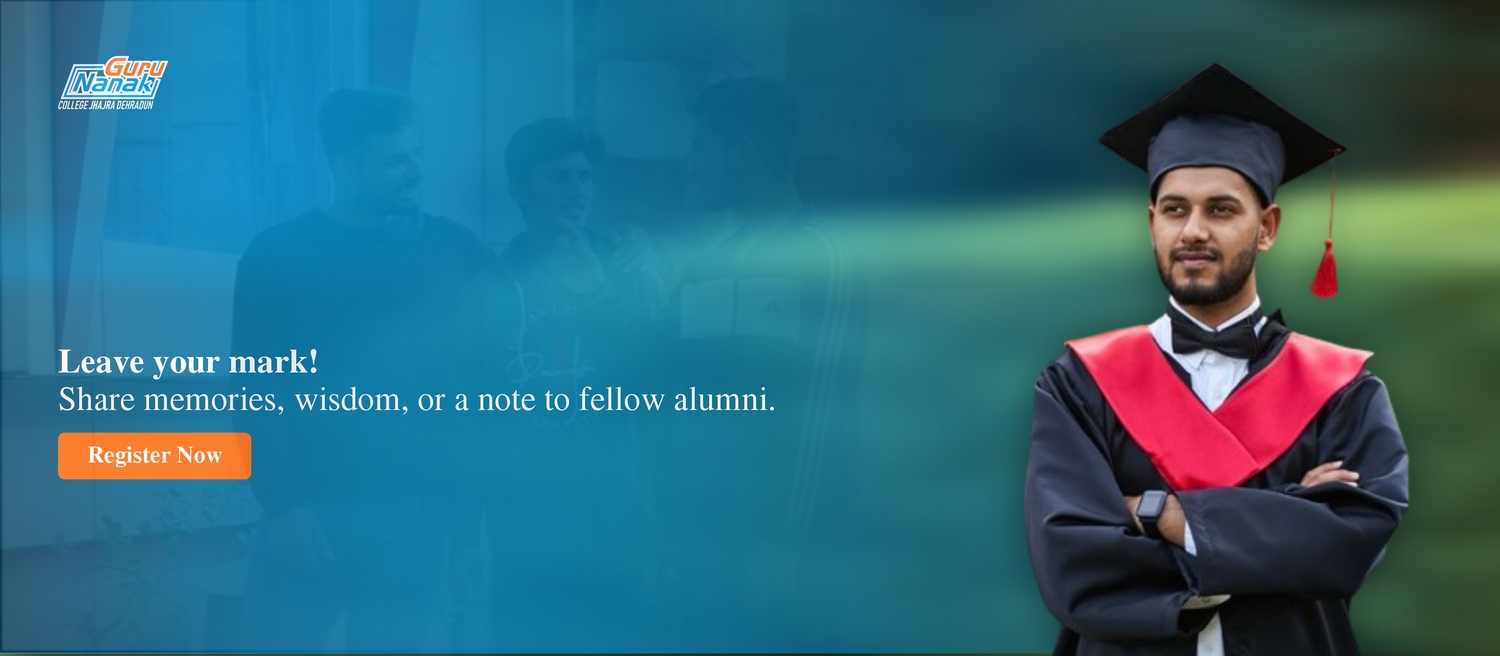 Guru
Nanak
COLLEGE JHAJRA DEHRADUN
Leave your mark!
Share memories, wisdom, or a note to fellow alumni.
Register Now